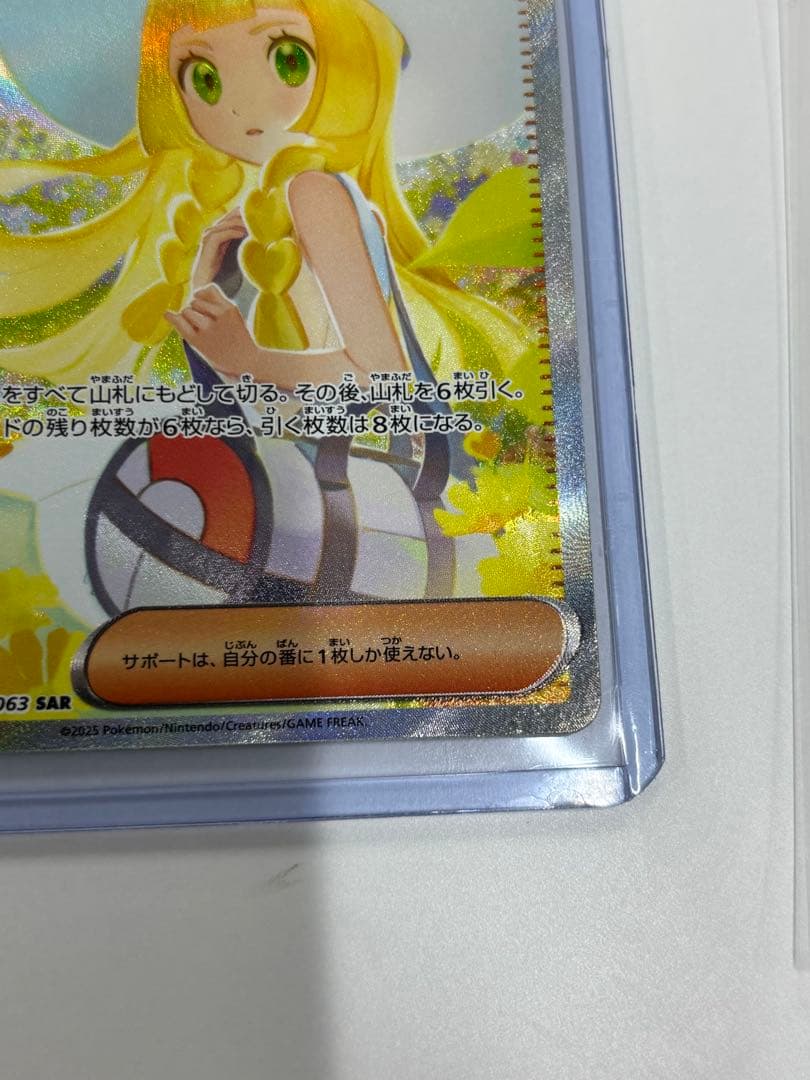 をすべて山札にもどして切る。その後、山札を6枚引く。
ドの残り枚数が6枚なら、引く枚数は8枚になる。
サポートは、自分の番に1枚しか使えない。
063 SAR
©2025 Pokémon/Nintendo/Creatures/GAME FREAK.